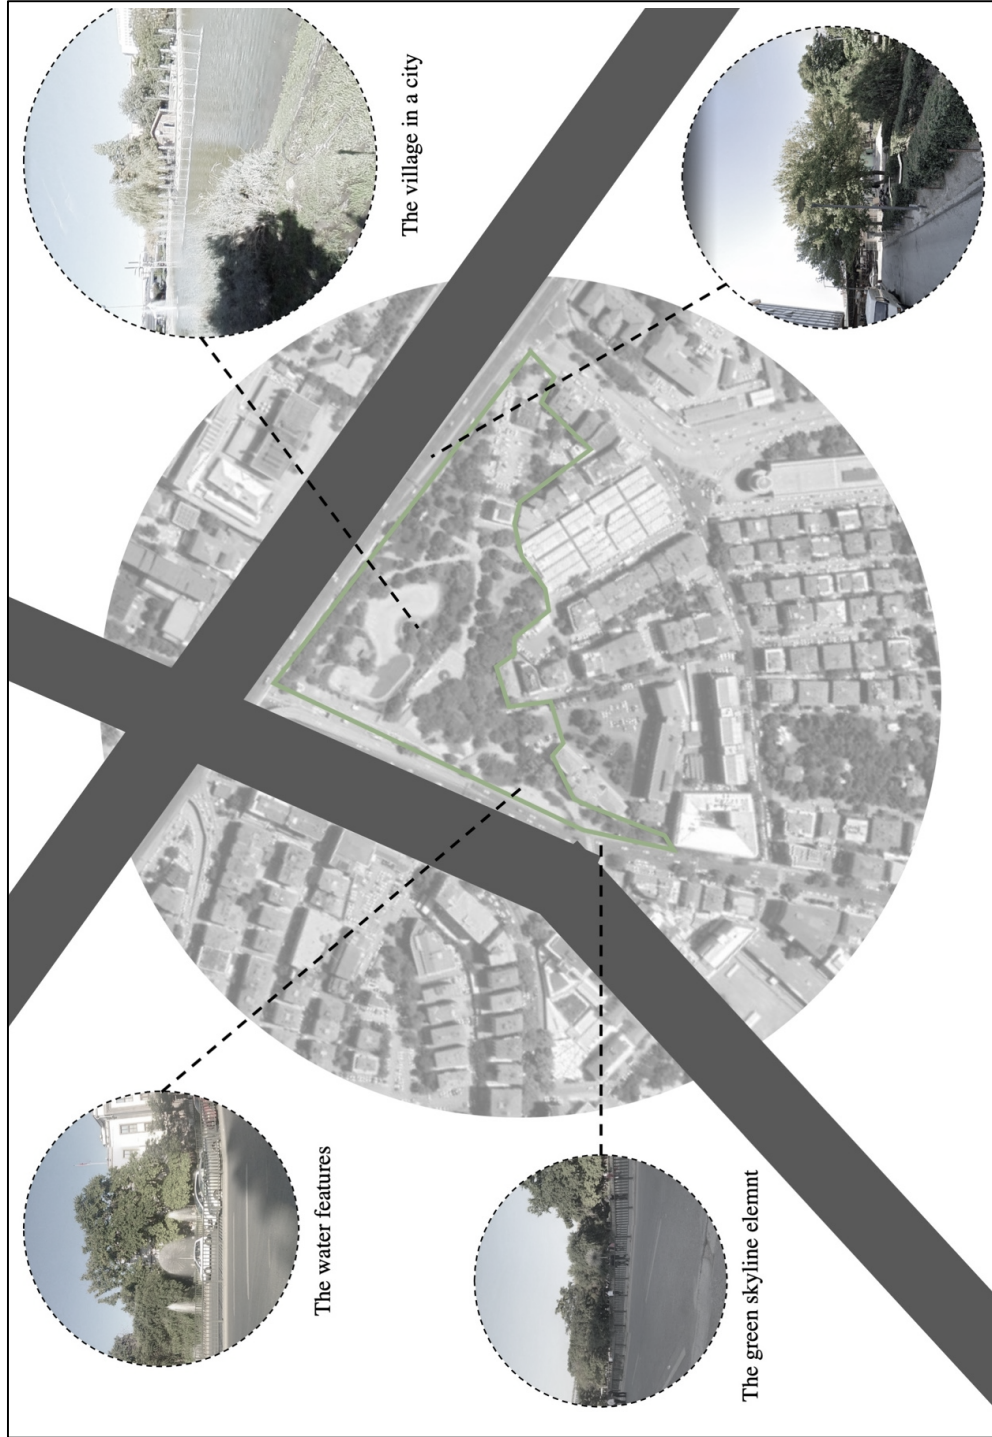 The village in a city
The water features
The green skyline elemnt